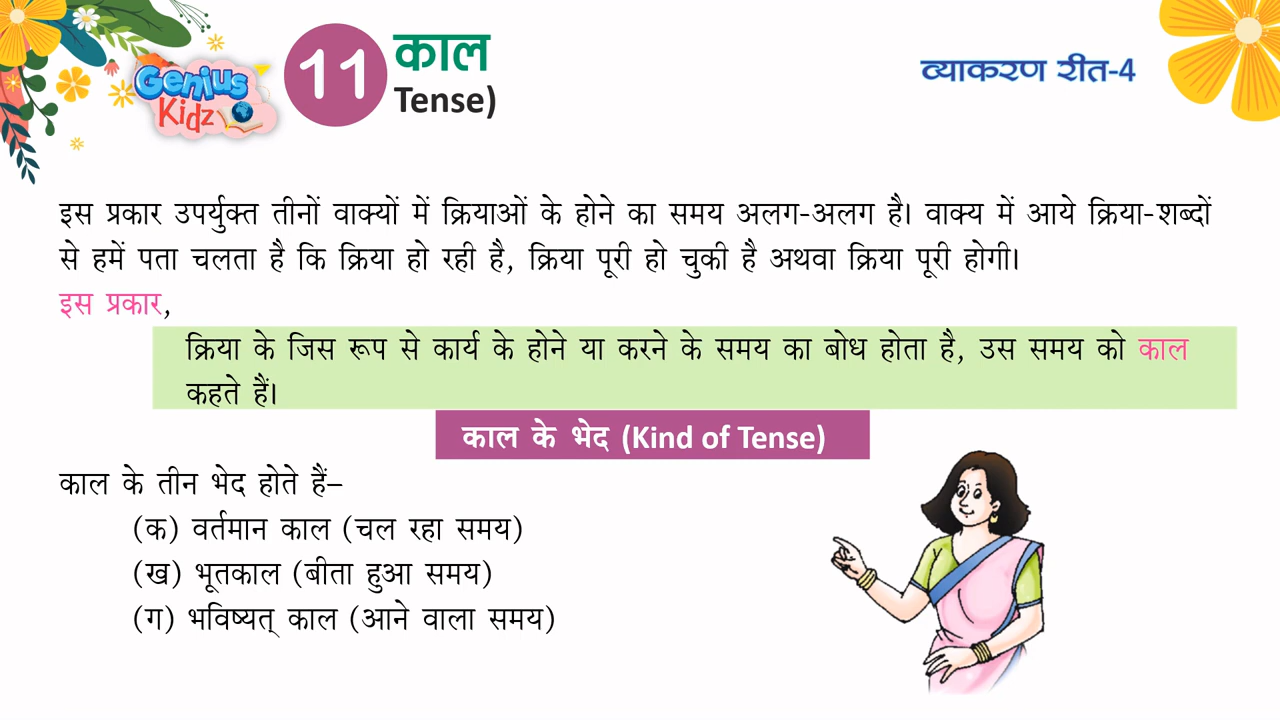 Genius
Kidz
11
काल
Tense)
व्याकरण रीत-4
इस प्रकार उपर्युक्त तीनों वाक्यों में क्रियाओं के होने का समय अलग-अलग है। वाक्य में आये क्रिया-शब्दों
से हमें पता चलता है कि क्रिया हो रही है, क्रिया पूरी हो चुकी है अथवा क्रिया पूरी होगी।
इस प्रकार,
क्रिया के जिस रूप से कार्य के होने या करने के समय का बोध होता है, उस समय को काल
कहते हैं।
काल के भेद (Kind of Tense)
काल के तीन भेद होते हैं–
(क) वर्तमान काल (चल रहा समय)
(ख) भूतकाल (बीता हुआ समय)
(ग) भविष्यत् काल (आने वाला समय)